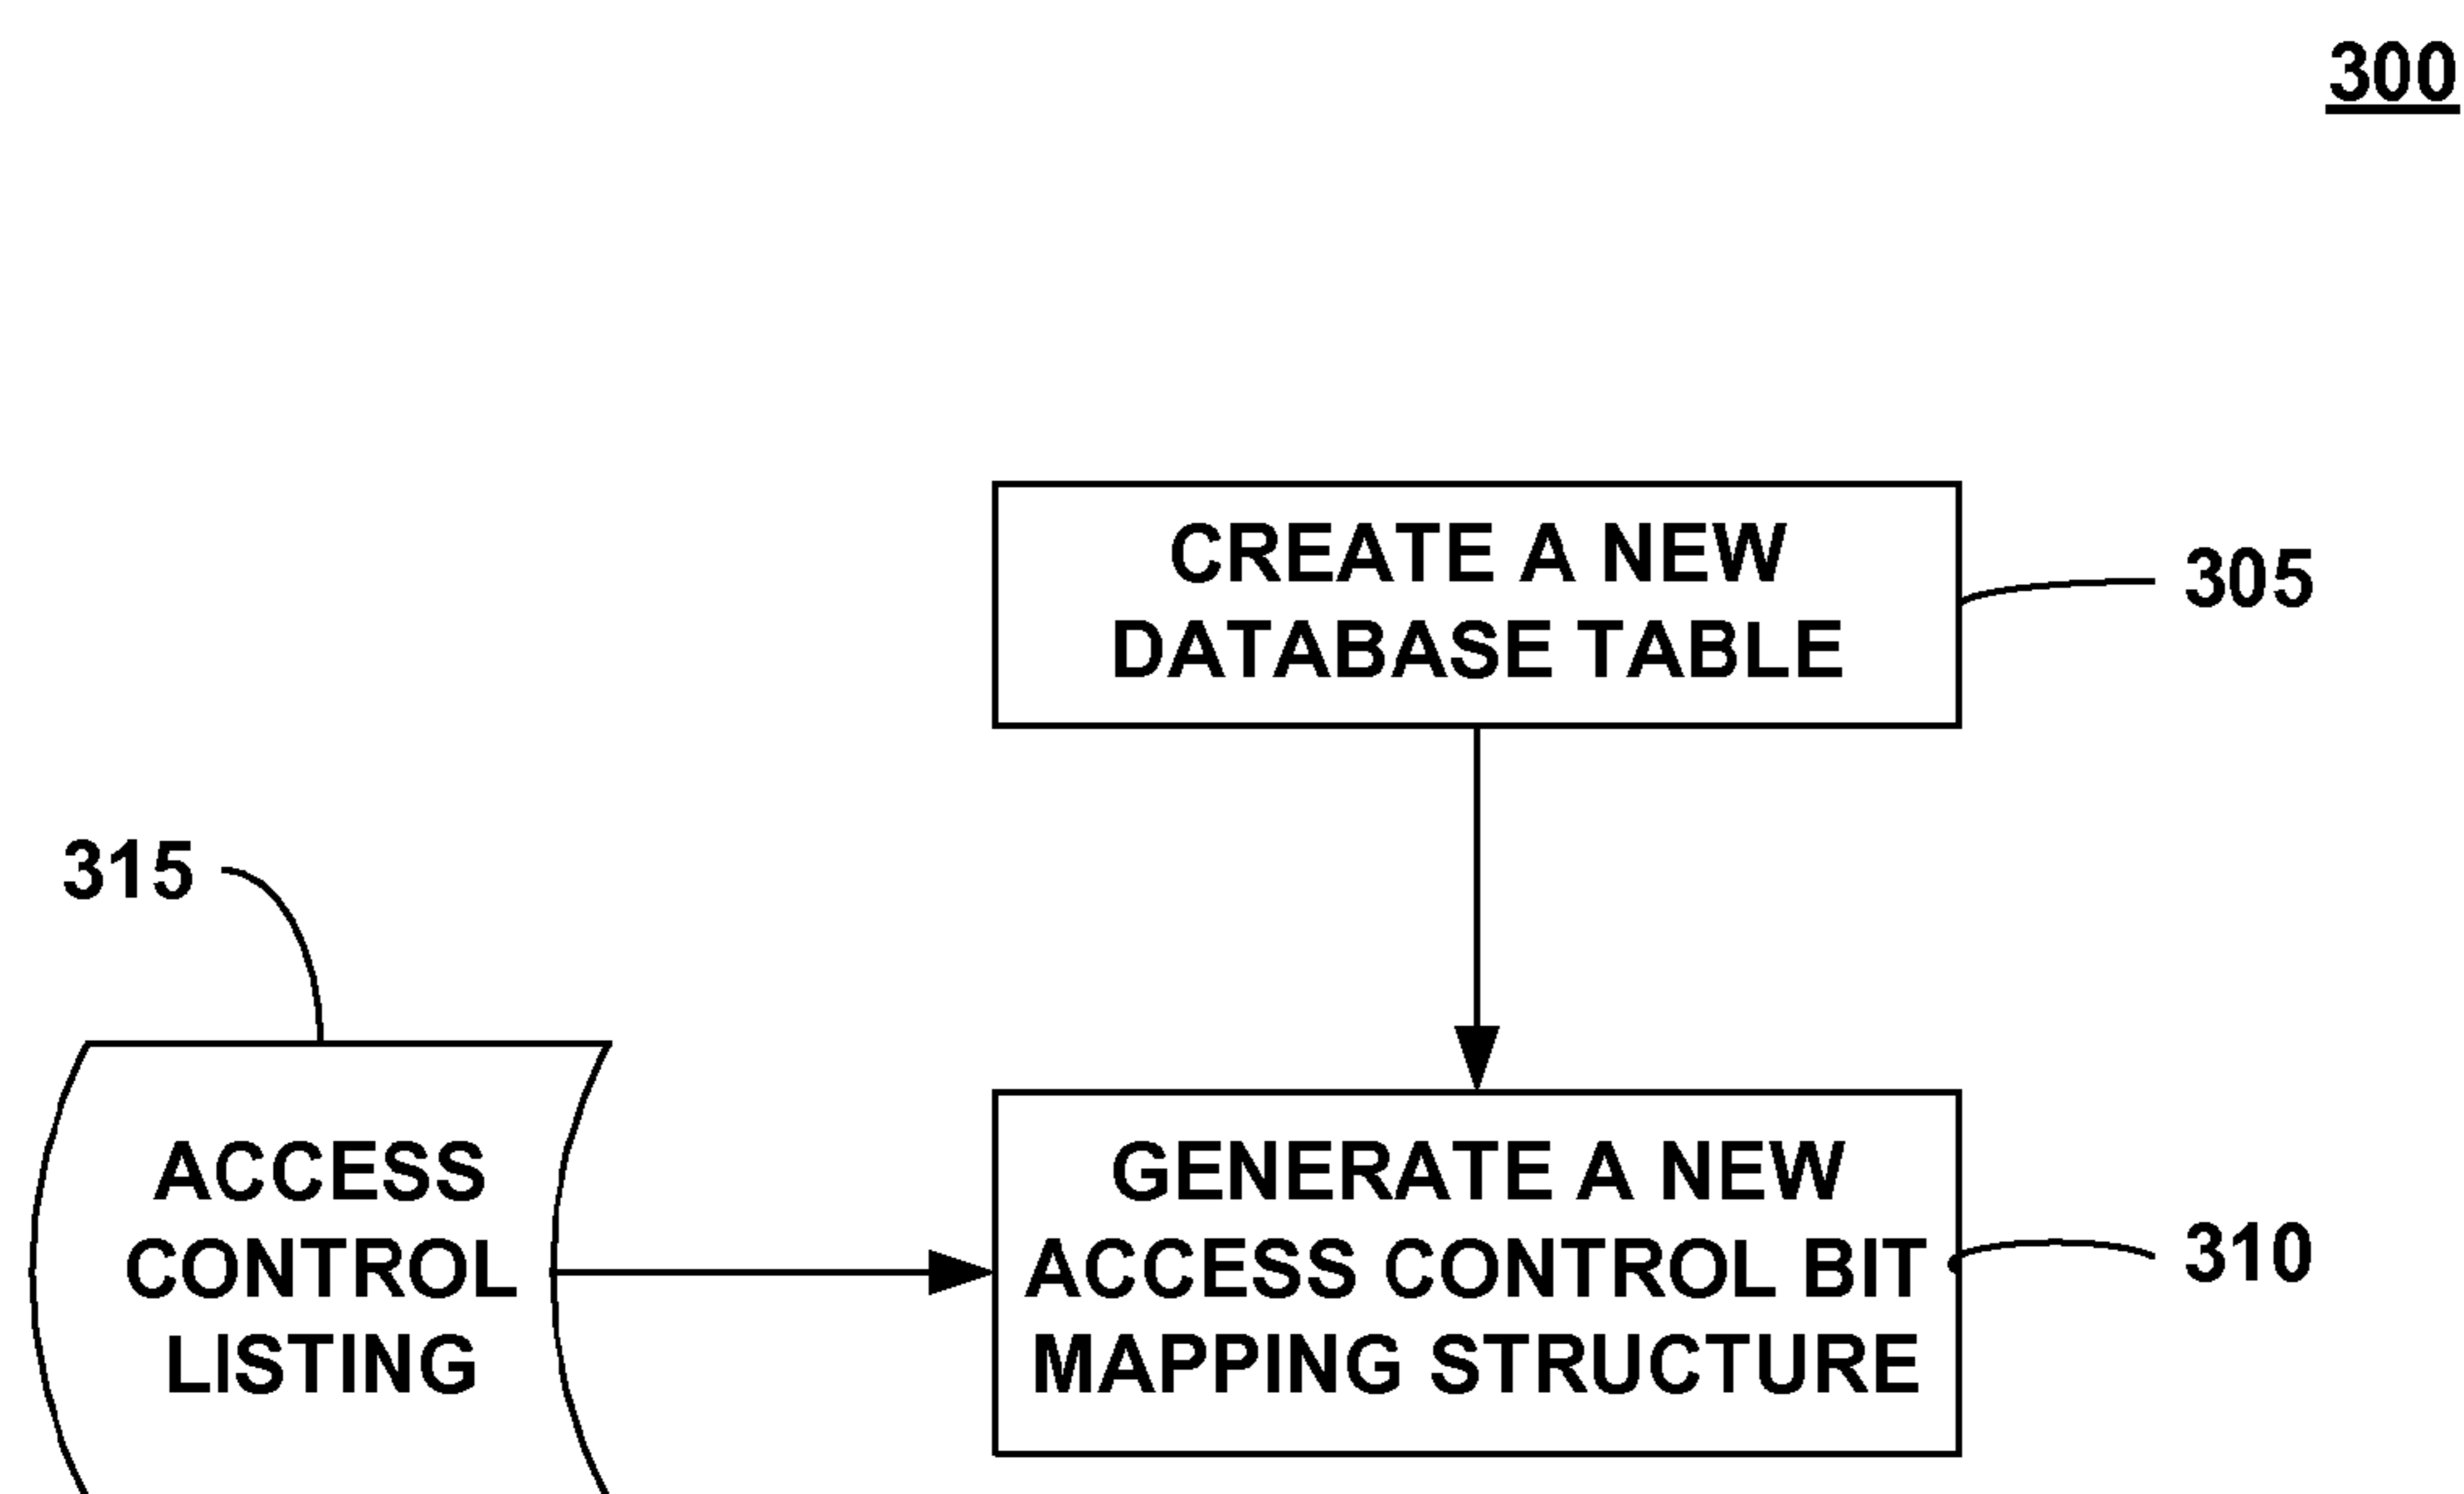 300
CREATE A NEW
DATABASE TABLE
305
315
ACCESS
CONTROL
LISTING
GENERATE A NEW
ACCESS CONTROL BIT
MAPPING STRUCTURE
310